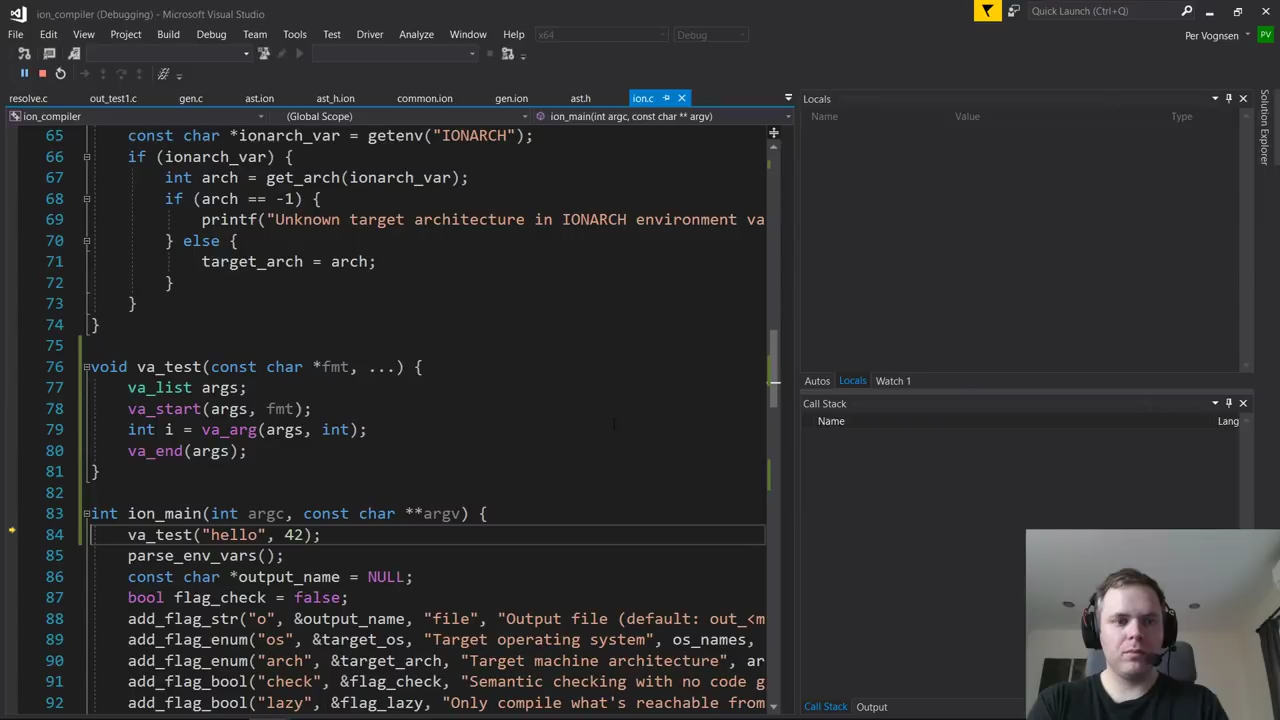 ion_compiler (Debugging) - Microsoft Visual Studio
Quick Launch (Ctrl+Q)
File Edit View Project Build Debug Team Tools Test Driver Analyze Window Help
x64
Debug
Per Vognsen
PV
resolve.c out_test1.c gen.c ast.ion ast_h.ion common.ion gen.ion ast.h ion.c
ion_compiler (Global Scope) ion_main(int argc, const char ** argv)
65 const char *ionarch_var = getenv("IONARCH");
66 if (ionarch_var) {
67 int arch = get_arch(ionarch_var);
68 if (arch == -1) {
69 printf("Unknown target architecture in IONARCH environment va
70 } else {
71 target_arch = arch;
72 }
73 }
74 }
75
76 void va_test(const char *fmt, ...) {
77 va_list args;
78 va_start(args, fmt);
79 int i = va_arg(args, int);
80 va_end(args);
81 }
82
83 int ion_main(int argc, const char **argv) {
84 va_test("hello", 42);
85 parse_env_vars();
86 const char *output_name = NULL;
87 bool flag_check = false;
88 add_flag_str("o", &output_name, "file", "Output file (default: out_<m
89 add_flag_enum("os", &target_os, "Target operating system", os_names,
90 add_flag_enum("arch", &target_arch, "Target machine architecture", ar
91 add_flag_bool("check", &flag_check, "Semantic checking with no code g
92 add_flag_bool("lazy", &flag_lazy, "Only compile what's reachable from
Locals
Name Value Type
Autos Locals Watch 1
Call Stack
Name Lang
Call Stack Output
Solution Explorer